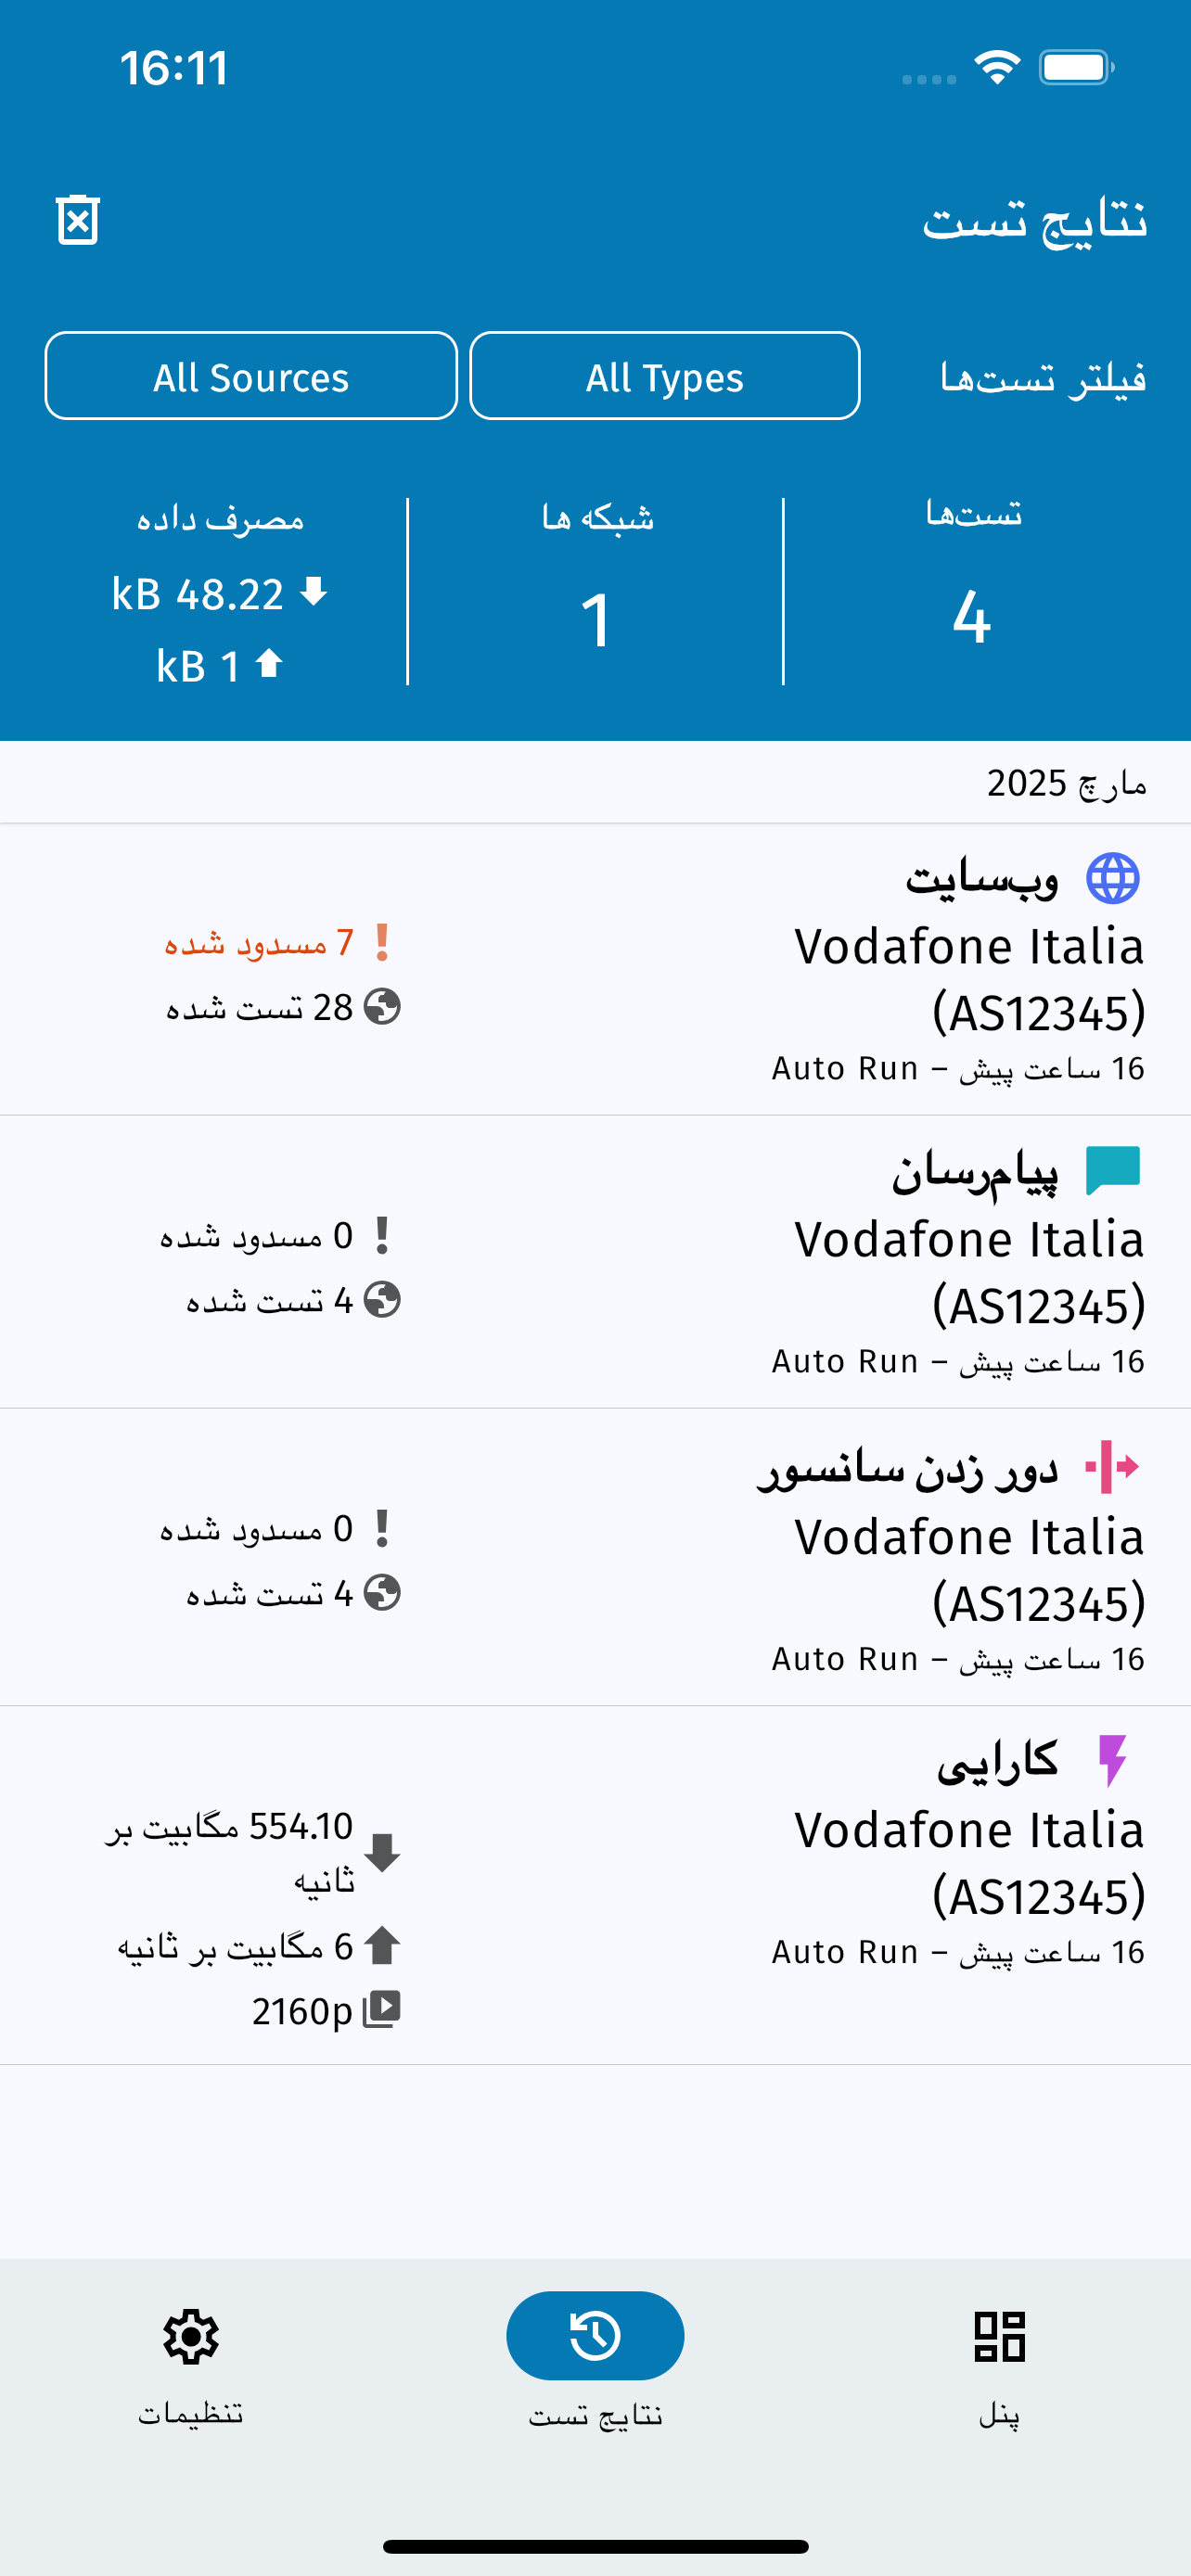 16:11
نتایج تست
فیلتر تست‌ها
All Types
All Sources
تست‌ها
4
شبکه ها
1
مصرف داده
48.22 kB
1 kB
مارچ 2025
وب‌سایت
Vodafone Italia
(AS12345)
16 ساعت پیش – Auto Run
7 مسدود شده
28 تست شده
پیام‌رسان
Vodafone Italia
(AS12345)
16 ساعت پیش – Auto Run
0 مسدود شده
4 تست شده
دور زدن سانسور
Vodafone Italia
(AS12345)
16 ساعت پیش – Auto Run
0 مسدود شده
4 تست شده
کارایی
Vodafone Italia
(AS12345)
16 ساعت پیش – Auto Run
554.10 مگابیت بر
ثانیه
6 مگابیت بر ثانیه
2160p
پنل
نتایج تست
تنظیمات